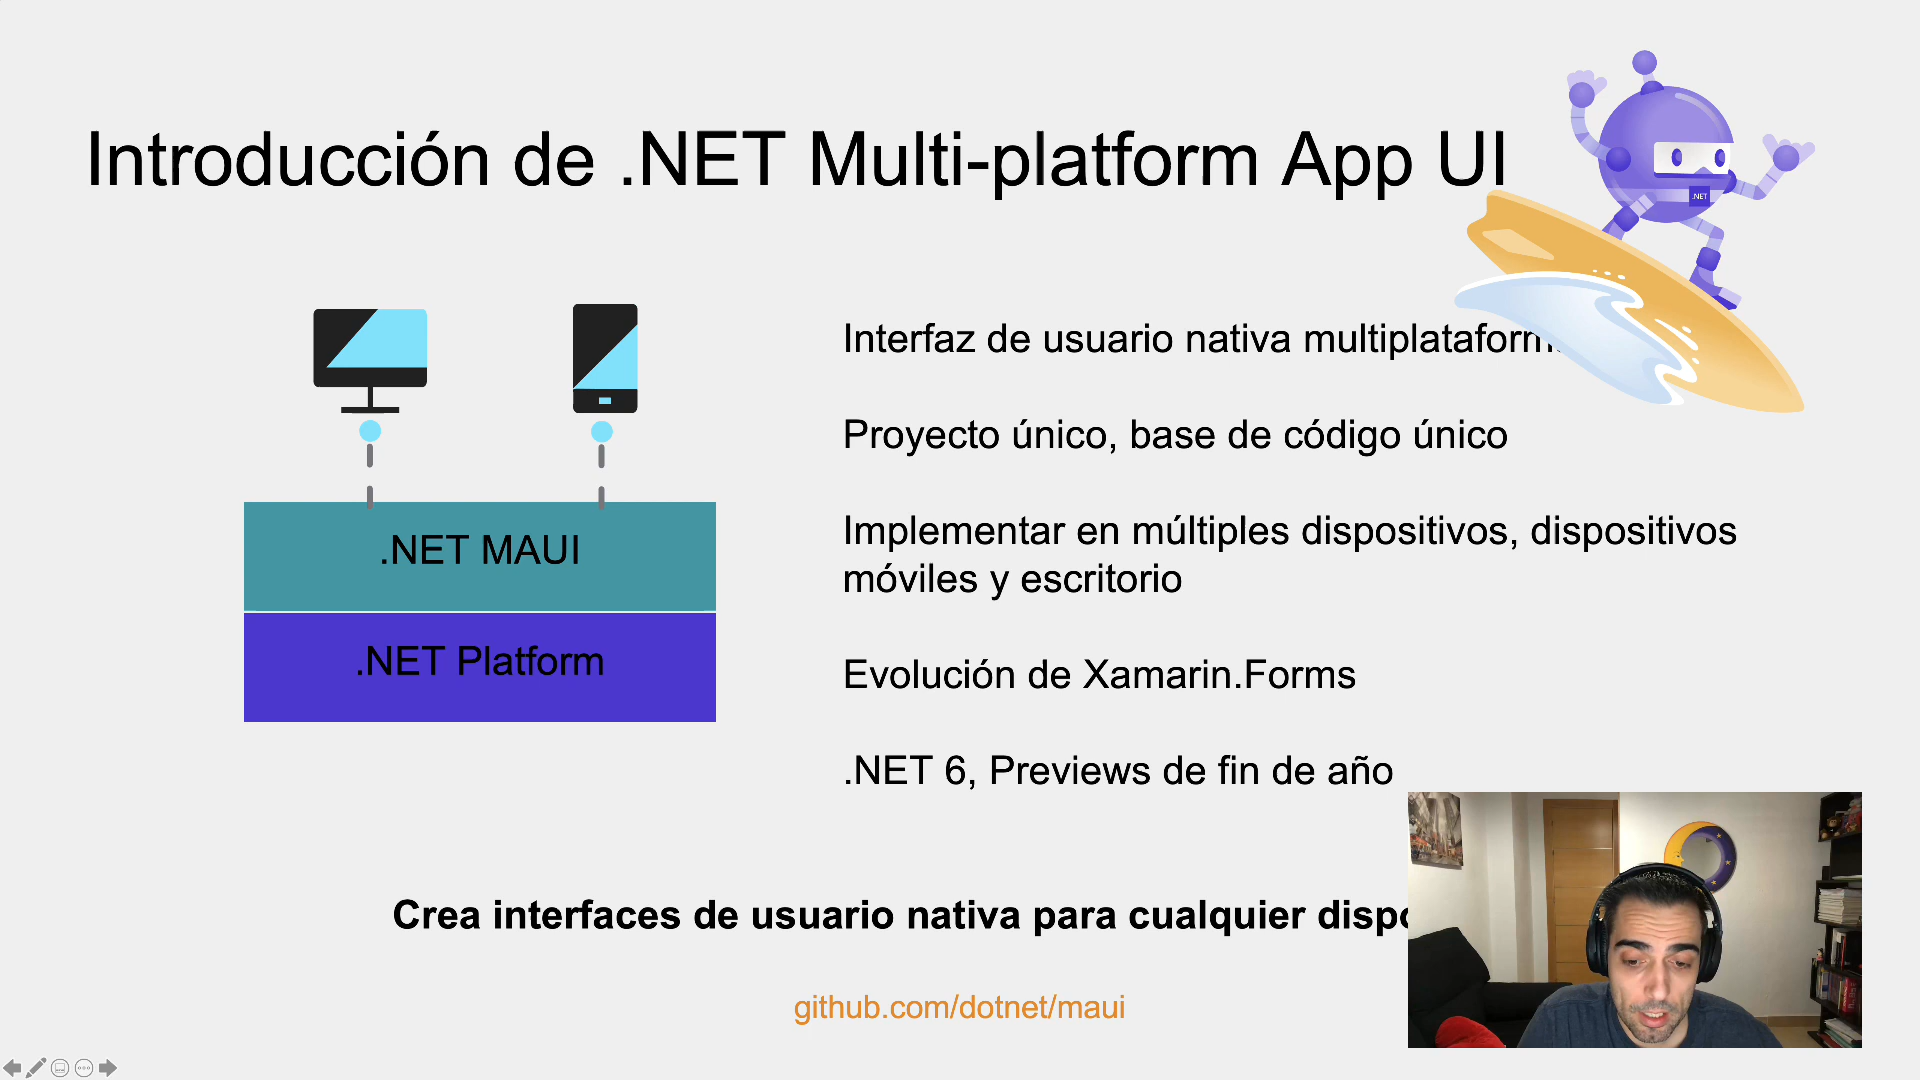 Introducción de .NET Multi-platform App UI
.NET
Interfaz de usuario nativa
Proyecto único, base de código único
Implementar en múltiples dispositivos, dispositivos
móviles y escritorio
.NET MAUI
.NET Platform
Evolución de Xamarin.Forms
.NET 6, Previews de fin de año
Crea interfaces de usuario nativa para cualquier
github.com/dotnet/maui